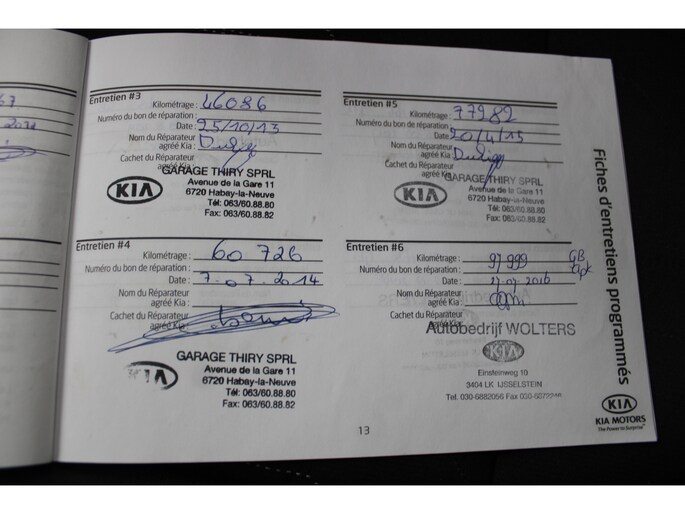 Entretien #3
Kilométrage : 46086
Numéro du bon de réparation :
Date : 25/10/13
Nom du Réparateur
agréé Kia :
Cachet du Réparateur
agréé Kia :
KIA
GARAGE THIRY SPRL
Avenue de la Gare 11
6720 Habay-la-Neuve
Tél: 063/60.88.80
Fax: 063/60.88.82
Entretien #4
Kilométrage : 60 726
Numéro du bon de réparation :
Date : 7-07-2014
Nom du Réparateur
agréé Kia :
Cachet du Réparateur
agréé Kia :
KIA
GARAGE THIRY SPRL
Avenue de la Gare 11
6720 Habay-la-Neuve
Tél: 063/60.88.80
Fax: 063/60.88.82
Entretien #5
Kilométrage : 77282
Numéro du bon de réparation :
Date : 20/4/15
Nom du Réparateur
agréé Kia :
Cachet du Réparateur
agréé Kia :
KIA
GARAGE THIRY SPRL
Avenue de la Gare 11
6720 Habay-la-Neuve
Tél: 063/60.88.80
Fax: 063/60.88.82
Entretien #6
Kilométrage : 97999 GB
Numéro du bon de réparation : apk
Date : 27-07-2016
Nom du Réparateur
agréé Kia :
Cachet du Réparateur
agréé Kia :
Autobedrijf WOLTERS
KIA
Einsteinweg 10
3404 LK IJSSELSTEIN
Tel. 030-6882056 Fax
Fiches d'entretiens programmés
KIA
KIA MOTORS
The Power to Surprise
13